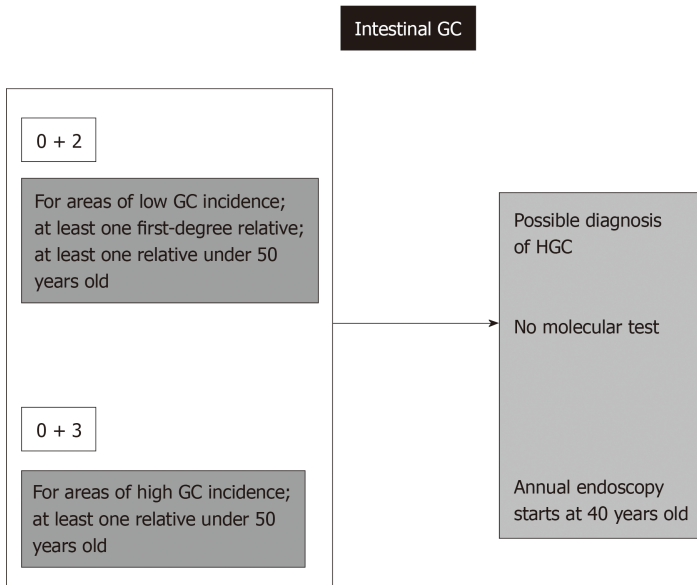 Intestinal GC
0 + 2
For areas of low GC incidence;
at least one first-degree relative;
at least one relative under 50
years old
0 + 3
For areas of high GC incidence;
at least one relative under 50
years old
Possible diagnosis
of HGC
No molecular test
Annual endoscopy
starts at 40 years old